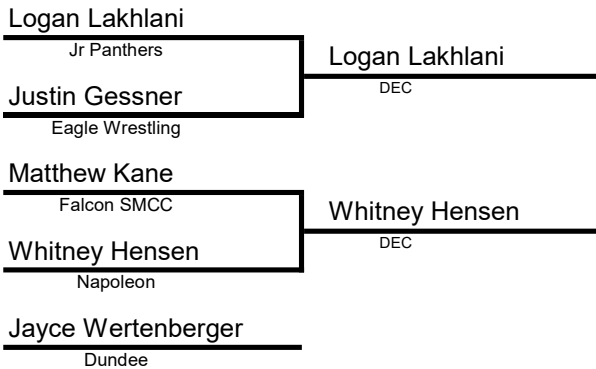 Logan Lakhlani
Jr Panthers
Logan Lakhlani
DEC
Justin Gessner
Eagle Wrestling
Matthew Kane
Falcon SMCC
Whitney Hensen
DEC
Whitney Hensen
Napoleon
Jayce Wertenberger
Dundee